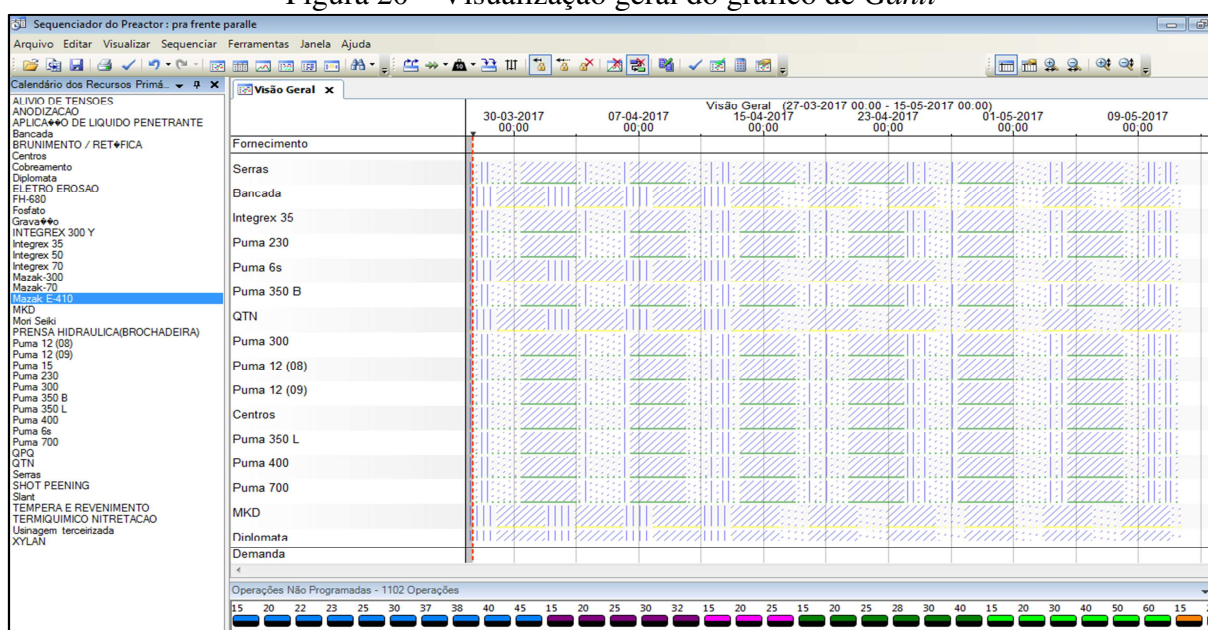 Figura 20 – Visualização geral do gráfico de Gantt
Sequenciador do Preactor : pra frente paralle
Arquivo Editar Visualizar Sequenciar Ferramentas Janela Ajuda
Calendário dos Recursos Primá...
ALIVIO DE TENSOES
ANODIZACAO
APLICA��O DE LIQUIDO PENETRANTE
Bancada
BRUNIMENTO / RET�FICA
Centros
Cobreamento
Diplomata
ELETRO EROSAO
FH-680
Fosfato
Grava��o
INTEGREX 300 Y
Integrex 35
Integrex 50
Integrex 70
Mazak-300
Mazak-70
Mazak E-410
MKD
Mori Seiki
PRENSA HIDRAULICA(BROCHADEIRA)
Puma 12 (08)
Puma 12 (09)
Puma 15
Puma 230
Puma 300
Puma 350 B
Puma 350 L
Puma 400
Puma 6s
Puma 700
QPQ
QTN
Serras
SHOT PEENING
Slant
TEMPERA E REVENIMENTO
TERMIQUIMICO NITRETACAO
Usinagem terceirizada
XYLAN
Visão Geral
Visão Geral (27-03-2017 00:00 - 15-05-2017 00:00)
30-03-2017 07-04-2017 15-04-2017 23-04-2017 01-05-2017 09-05-2017
00:00 00:00 00:00 00:00 00:00 00:00
Fornecimento
Serras
Bancada
Integrex 35
Puma 230
Puma 6s
Puma 350 B
QTN
Puma 300
Puma 12 (08)
Puma 12 (09)
Centros
Puma 350 L
Puma 400
Puma 700
MKD
Diplomata
Demanda
Operações Não Programadas - 1102 Operações
15 20 22 23 25 30 37 38 40 45 15 20 25 30 32 15 20 25 15 20 25 28 30 40 15 20 30 40 50 60 15